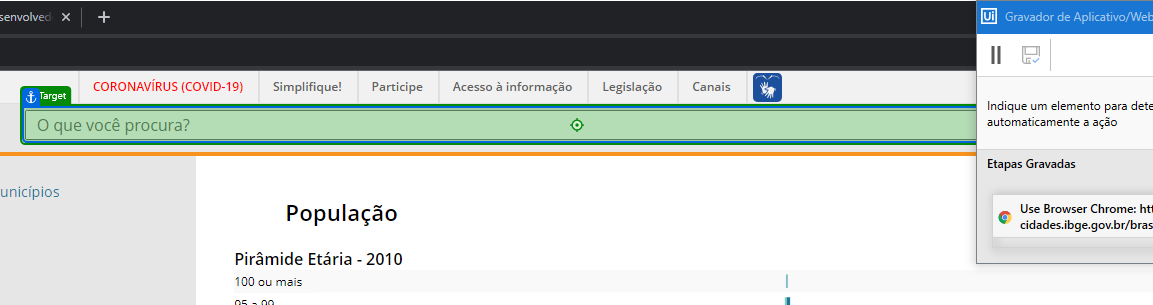 senvolved
Ui Gravador de Aplicativo/Web
CORONAVÍRUS (COVID-19) Simplifique! Participe Acesso à informação Legislação Canais
Target
O que você procura?
Indique um elemento para dete
automaticamente a ação
Etapas Gravadas
unicípios
População
Use Browser Chrome: htt
cidades.ibge.gov.br/bras
Pirâmide Etária - 2010
100 ou mais
95 a 99